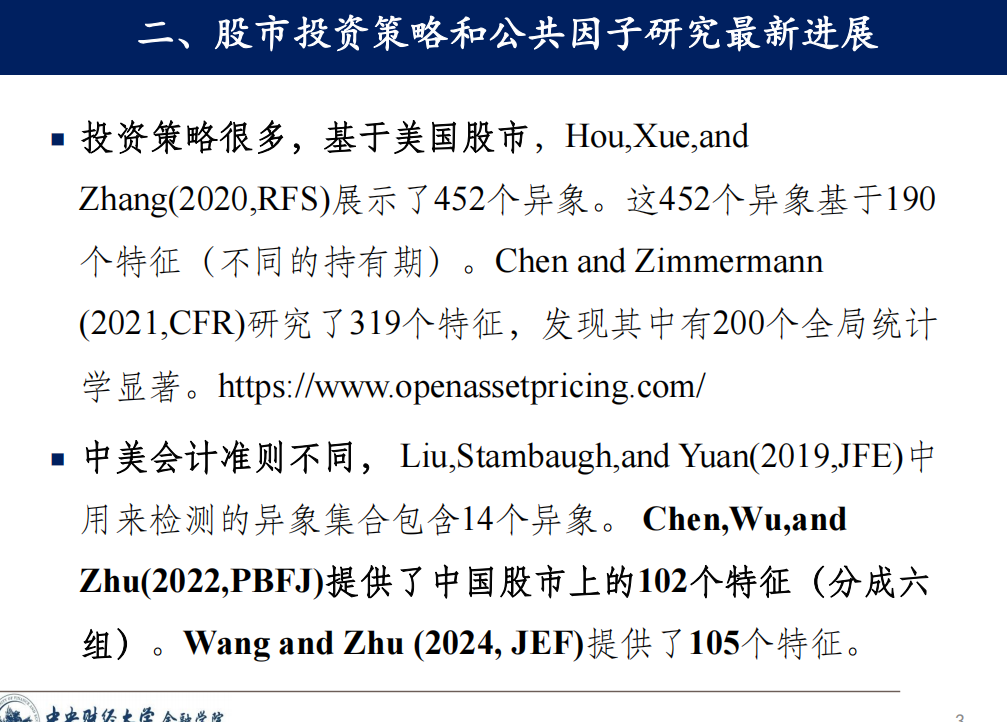 二、股市投资策略和公共因子研究最新进展
■ 投资策略很多，基于美国股市，Hou,Xue,and
Zhang(2020,RFS)展示了452个异象。这452个异象基于190
个特征（不同的持有期）。Chen and Zimmermann
(2021,CFR)研究了319个特征，发现其中有200个全局统计
学显著。https://www.openassetpricing.com/
■ 中美会计准则不同， Liu,Stambaugh,and Yuan(2019,JFE)中
用来检测的异象集合包含14个异象。 Chen,Wu,and
Zhu(2022,PBFJ)提供了中国股市上的102个特征（分成六
组）。Wang and Zhu (2024, JEF)提供了105个特征。
中央财经大学 金融学院
3